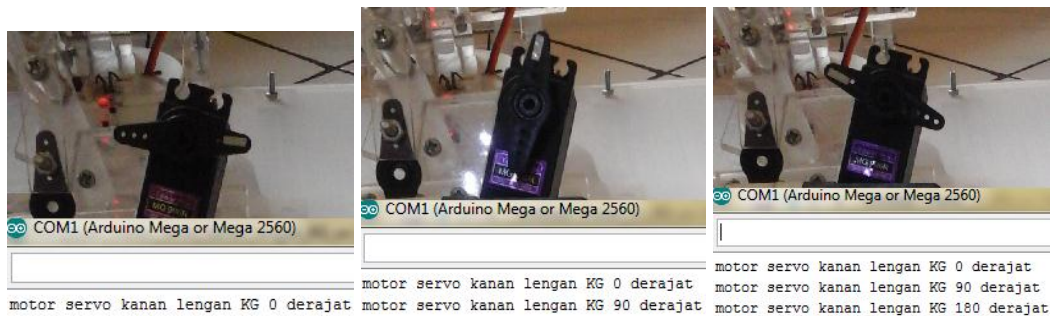 COM1 (Arduino Mega or Mega 2560)
motor servo kanan lengan KG 0 derajat
COM1 (Arduino Mega or Mega 2560)
motor servo kanan lengan KG 0 derajat
motor servo kanan lengan KG 90 derajat
COM1 (Arduino Mega or Mega 2560)
motor servo kanan lengan KG 0 derajat
motor servo kanan lengan KG 90 derajat
motor servo kanan lengan KG 180 derajat